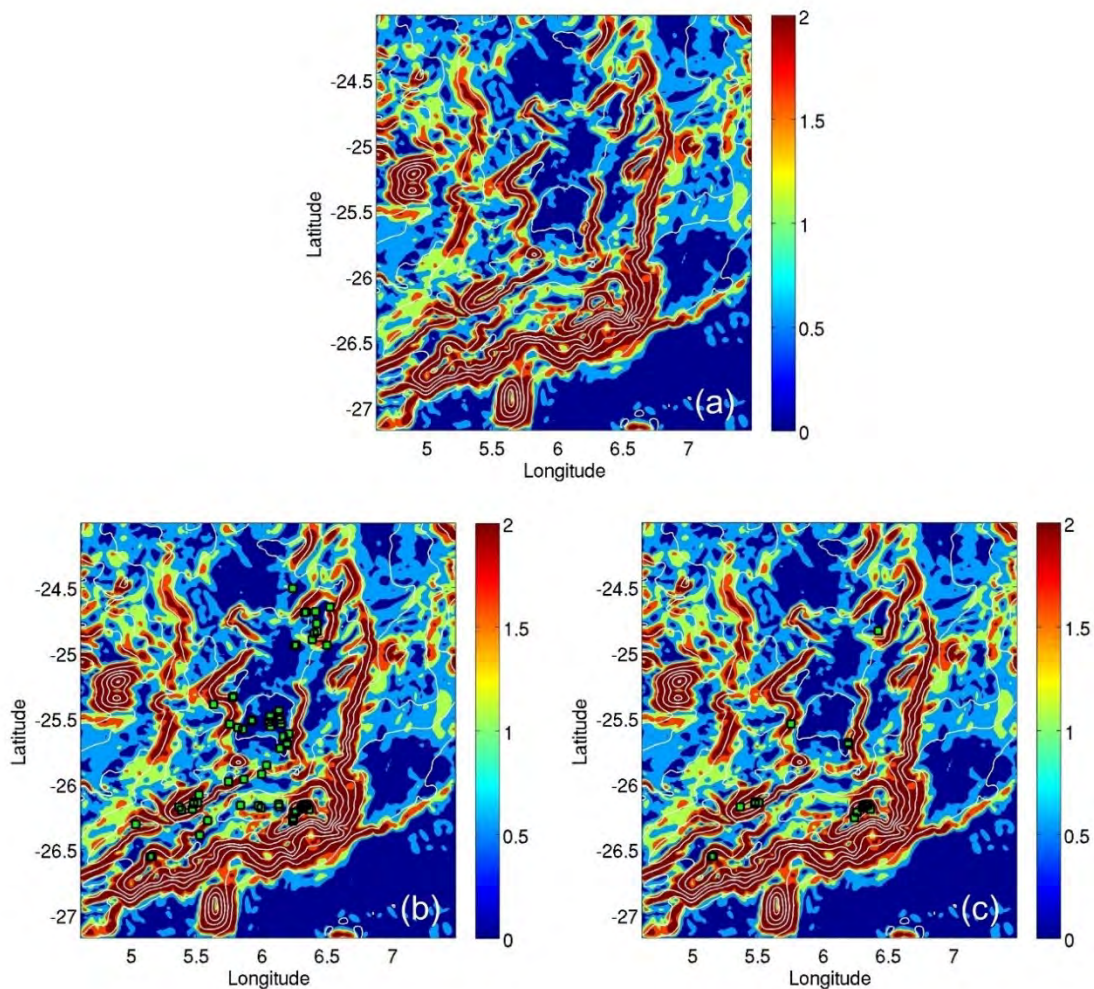 2
-24.5
1.5
-25
Latitude
-25.5
1
-26
0.5
-26.5
-27
(a)
0
5 5.5 6 6.5 7
Longitude
2 2
-24.5 -24.5
1.5 1.5
-25 -25
Latitude Latitude
-25.5 1 -25.5 1
-26 -26
0.5 0.5
-26.5 -26.5
-27 (b) -27 (c)
0 0
5 5.5 6 6.5 7 5 5.5 6 6.5 7
Longitude Longitude